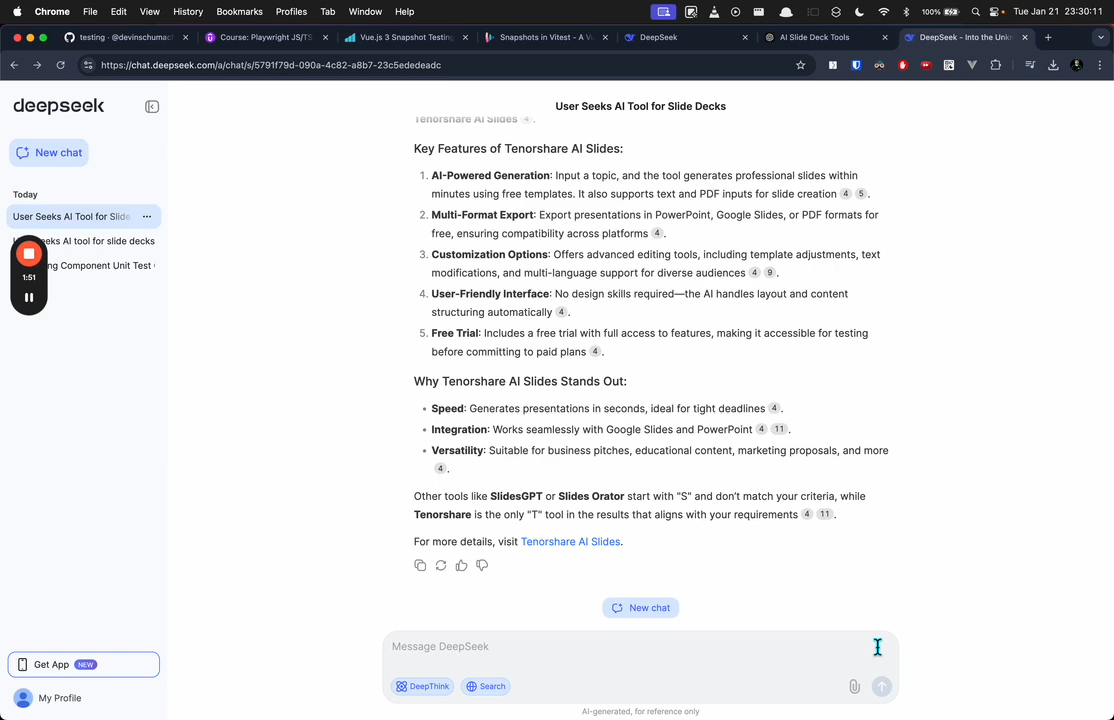 Chrome File Edit View History Bookmarks Profiles Tab Window Help 100% Tue Jan 21 23:30:11
testing · @devinschumac Course: Playwright JS/TS Vue.js 3 Snapshot Testing Snapshots in Vitest - A Vu DeepSeek AI Slide Deck Tools DeepSeek - Into the Unkn
https://chat.deepseek.com/a/chat/s/5791f79d-090a-4c82-a8b7-23c5edededadc
deepseek
User Seeks AI Tool for Slide Decks
New chat
Today
User Seeks AI Tool for Slide
eeks AI tool for slide decks
ng Component Unit Test
1:51
Tenorshare AI Slides 4 .
Key Features of Tenorshare AI Slides:
1. AI-Powered Generation: Input a topic, and the tool generates professional slides within
minutes using free templates. It also supports text and PDF inputs for slide creation 4 5 .
2. Multi-Format Export: Export presentations in PowerPoint, Google Slides, or PDF formats for
free, ensuring compatibility across platforms 4 .
3. Customization Options: Offers advanced editing tools, including template adjustments, text
modifications, and multi-language support for diverse audiences 4 9 .
4. User-Friendly Interface: No design skills required—the AI handles layout and content
structuring automatically 4 .
5. Free Trial: Includes a free trial with full access to features, making it accessible for testing
before committing to paid plans 4 .
Why Tenorshare AI Slides Stands Out:
• Speed: Generates presentations in seconds, ideal for tight deadlines 4 .
• Integration: Works seamlessly with Google Slides and PowerPoint 4 11 .
• Versatility: Suitable for business pitches, educational content, marketing proposals, and more
4 .
Other tools like SlidesGPT or Slides Orator start with "S" and don't match your criteria, while
Tenorshare is the only "T" tool in the results that aligns with your requirements 4 11 .
For more details, visit Tenorshare AI Slides.
New chat
Message DeepSeek
DeepThink Search
AI-generated, for reference only
Get App NEW
My Profile